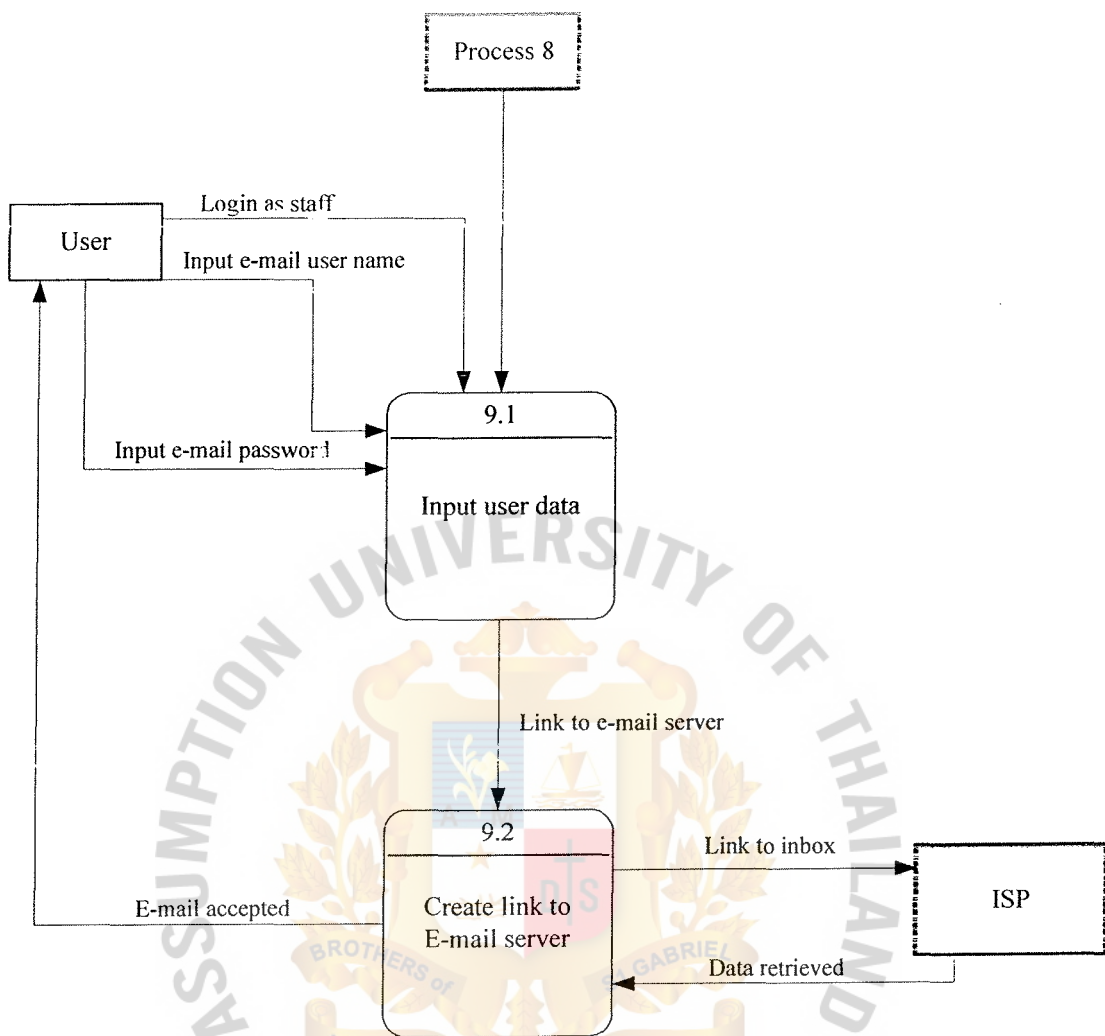 Process 8
Login as staff
User
Input e-mail user name
9.1
Input e-mail password
Input user data
ASSUMPTION UNIVERSITY OF THAILAND
Link to e-mail server
A M
9.2
Link to inbox
D S
E-mail accepted
Create link to
E-mail server
ISP
BROTHERS of
St GABRIEL
Data retrieved